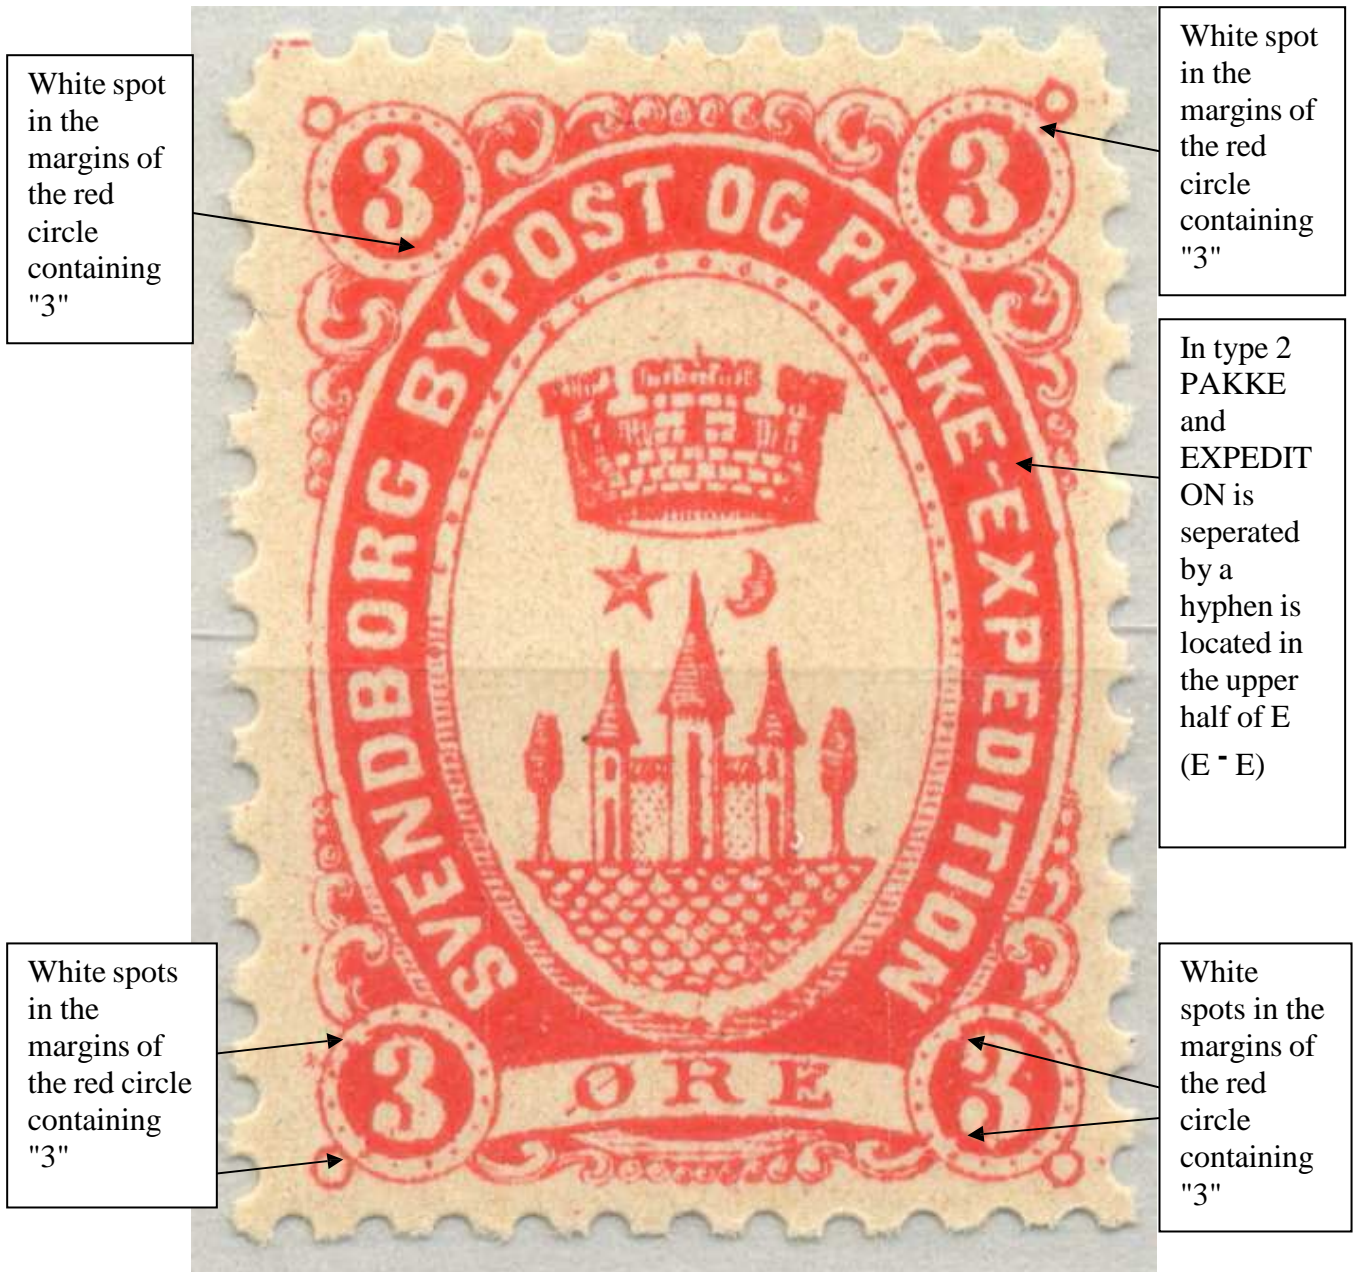 White spot
in the
margins of
the red
circle
containing
"3"
White spot
in the
margins of
the red
circle
containing
"3"
3
3
SVENDBORG BYPOST OG PAKKE-EXPEDITION
In type 2
PAKKE
and
EXPEDIT
ON is
seperated
by a
hyphen is
located in
the upper
half of E
(E - E)
White spots
in the
margins of
the red circle
containing
"3"
3
ØRE
3
White
spots in the
margins of
the red
circle
containing
"3"